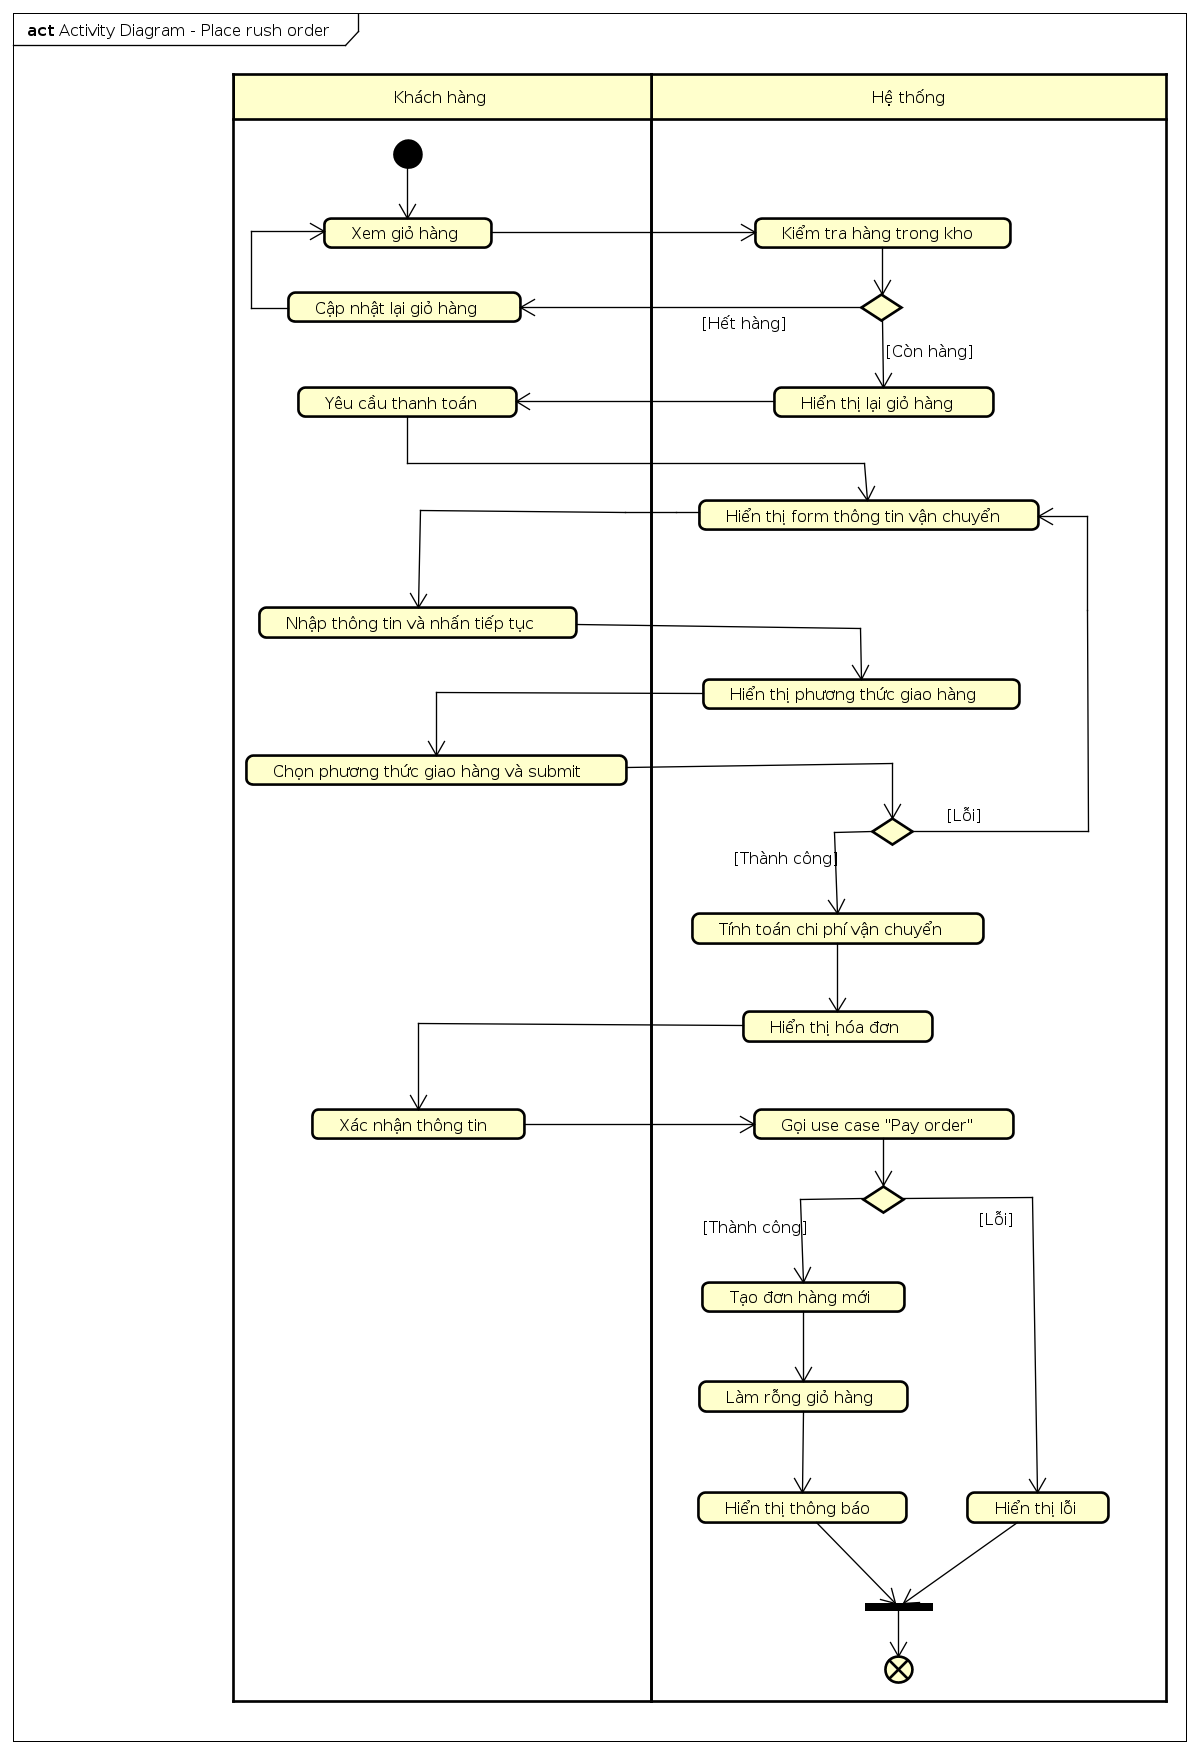 act Activity Diagram - Place rush order
Khách hàng
Hệ thống
Xem giỏ hàng
Kiểm tra hàng trong kho
Cập nhật lại giỏ hàng
[Hết hàng]
[Còn hàng]
Yêu cầu thanh toán
Hiển thị lại giỏ hàng
Hiển thị form thông tin vận chuyển
Nhập thông tin và nhấn tiếp tục
Hiển thị phương thức giao hàng
Chọn phương thức giao hàng và submit
[Lỗi]
[Thành công]
Tính toán chi phí vận chuyển
Hiển thị hóa đơn
Xác nhận thông tin
Gọi use case "Pay order"
[Thành công]
[Lỗi]
Tạo đơn hàng mới
Làm rỗng giỏ hàng
Hiển thị thông báo
Hiển thị lỗi